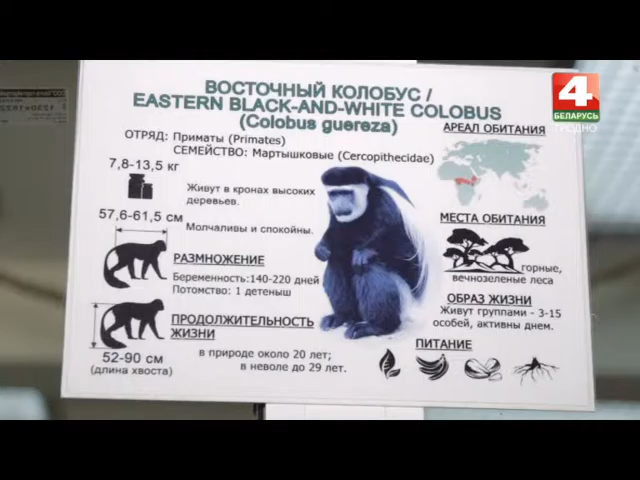 ВОСТОЧНЫЙ КОЛОБУС /
EASTERN BLACK-AND-WHITE COLOBUS
(Colobus guereza)
ОТРЯД: Приматы (Primates)
СЕМЕЙСТВО: Мартышковые (Cercopithecidae)
7,8-13,5 кг
Живут в кронах высоких
деревьев.
57,6-61,5 см
Молчаливы и спокойны.
РАЗМНОЖЕНИЕ
Беременность:140-220 дней
Потомство: 1 детеныш
ПРОДОЛЖИТЕЛЬНОСТЬ
ЖИЗНИ
52-90 см
(длина хвоста)
в природе около 20 лет;
в неволе до 29 лет.
АРЕАЛ ОБИТАНИЯ
МЕСТА ОБИТАНИЯ
горные,
вечнозеленые леса
ОБРАЗ ЖИЗНИ
Живут группами - 3-15
особей, активны днем.
ПИТАНИЕ
4
БЕЛАРУСЬ
ГРОДНО